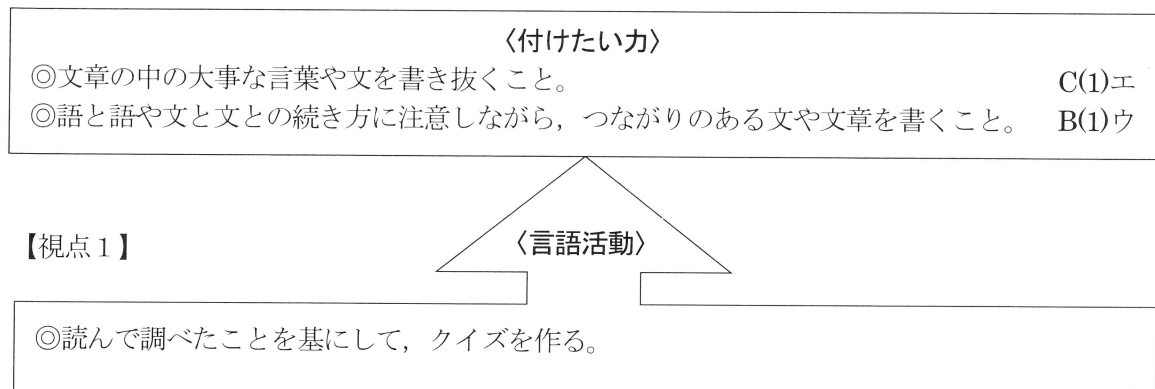 〈付けたい力〉
◎文章の中の大事な言葉や文を書き抜くこと。 C(1)エ
◎語と語や文と文との続き方に注意しながら，つながりのある文や文章を書くこと。 B(1)ウ
【視点1】
〈言語活動〉
◎読んで調べたことを基にして，クイズを作る。